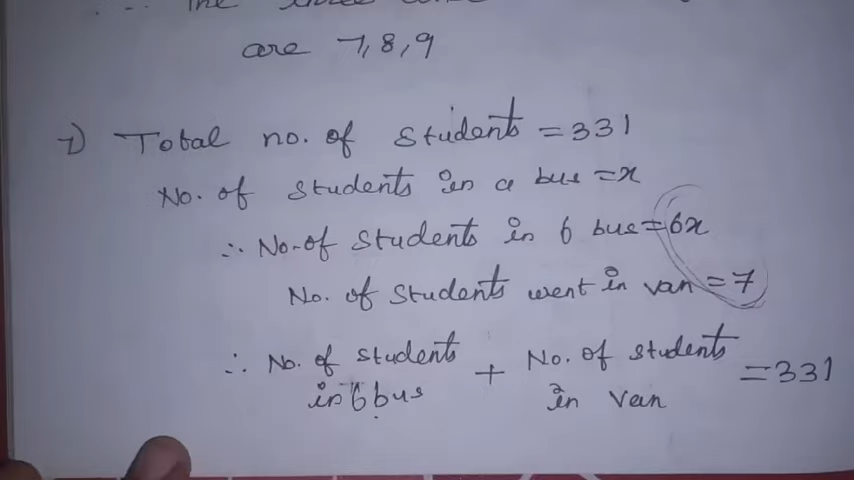 ∴ The
are 7,8,9
7) Total no. of students = 331
No. of students in a bus = x
∴ No. of students in 6 bus = 6x
No. of students went in van = 7
∴ No. of students in 6 bus + No. of students in van = 331